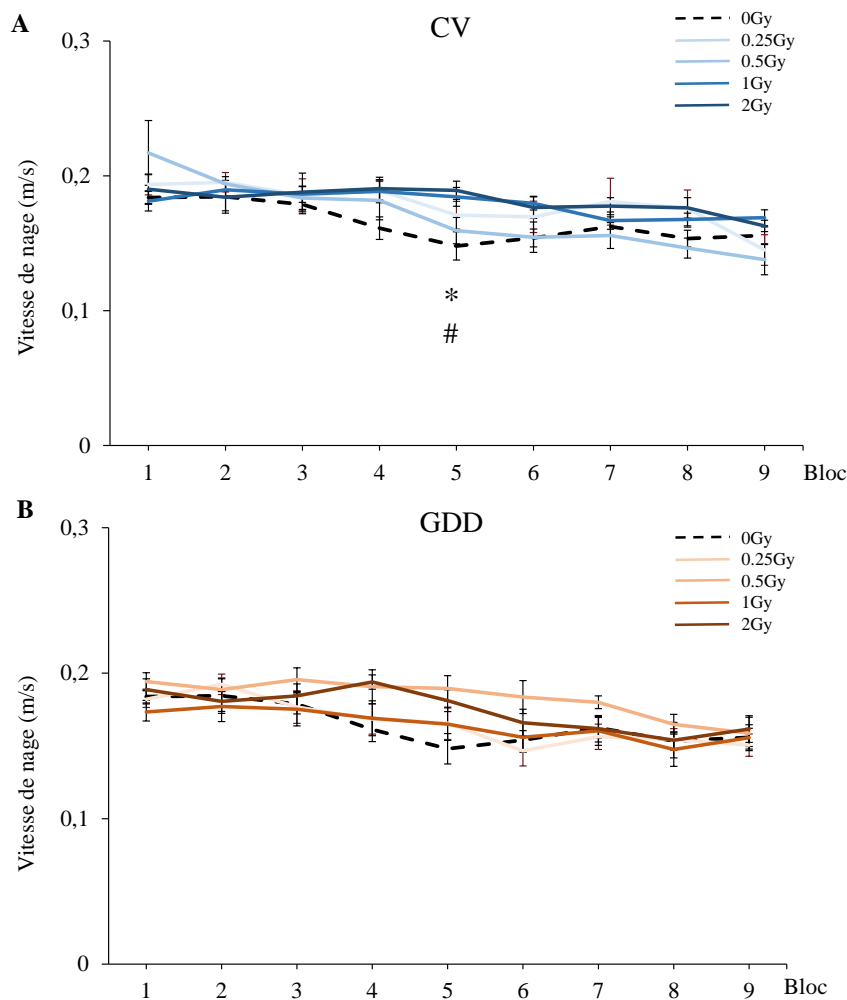 A
CV
0Gy
0.25Gy
0.5Gy
1Gy
2Gy
Vitesse de nage (m/s)
0,3
0,2
0,1
0
*
#
1 2 3 4 5 6 7 8 9 Bloc
B
GDD
0Gy
0.25Gy
0.5Gy
1Gy
2Gy
Vitesse de nage (m/s)
0,3
0,2
0,1
0
1 2 3 4 5 6 7 8 9 Bloc